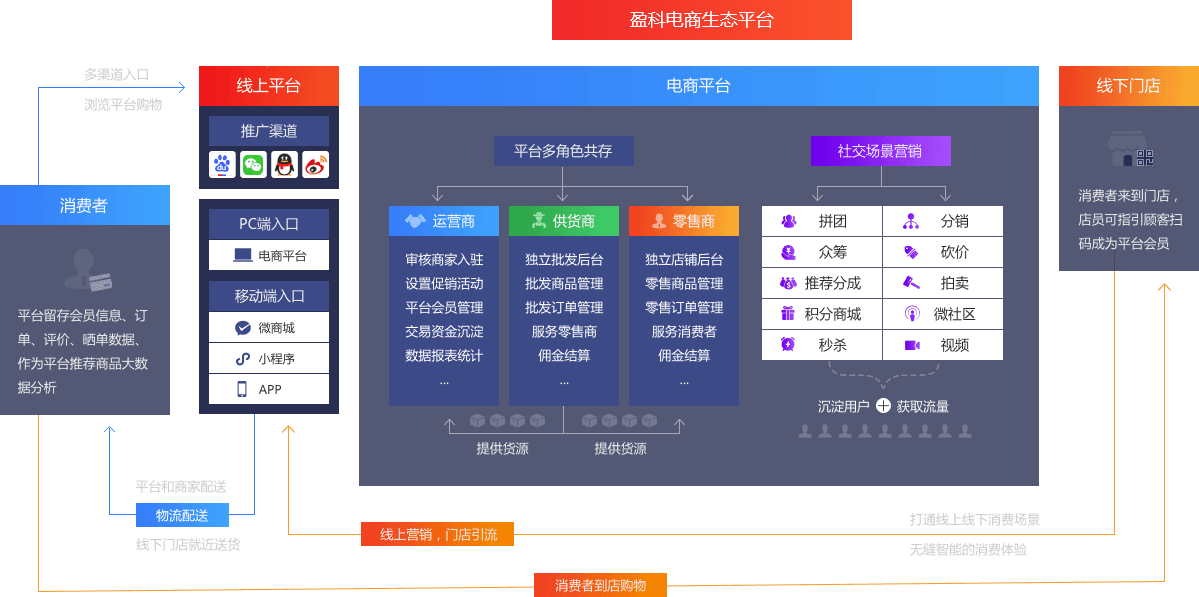 盈科电商生态平台
多渠道入口
浏览平台购物
消费者
平台留存会员信息、订
单、评价、晒单数据、
作为平台推荐商品大数
据分析
线上平台
推广渠道
PC端入口
电商平台
移动端入口
微商城
小程序
APP
电商平台
平台多角色共存
运营商
审核商家入驻
设置促销活动
平台会员管理
交易资金沉淀
数据报表统计
...
供货商
独立批发后台
批发商品管理
批发订单管理
服务零售商
佣金结算
...
零售商
独立店铺后台
零售商品管理
零售订单管理
服务消费者
佣金结算
...
提供货源
提供货源
社交场景营销
拼团
分销
众筹
砍价
推荐分成
拍卖
积分商城
微社区
秒杀
视频
沉淀用户
获取流量
线下门店
消费者来到门店，
店员可指引顾客扫
码成为平台会员
平台和商家配送
物流配送
线下门店就近送货
线上营销，门店引流
打通线上线下消费场景
无缝智能的消费体验
消费者到店购物